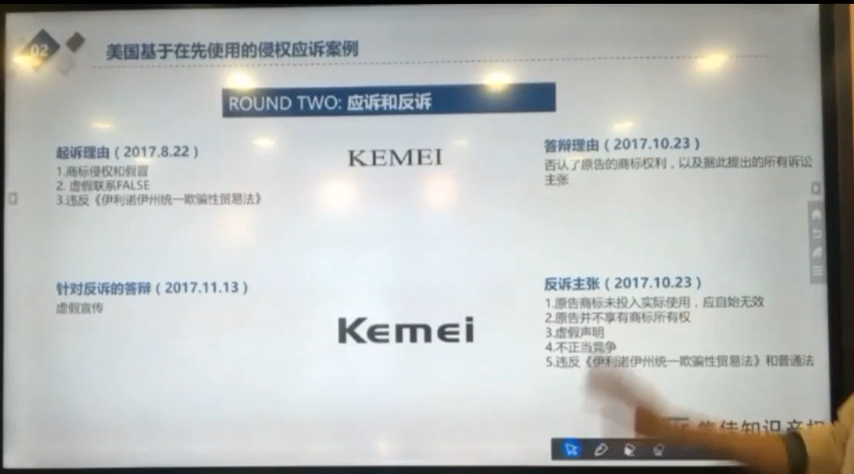 02
美国基于在先使用的侵权应诉案例
ROUND TWO: 应诉和反诉
起诉理由（2017.8.22）
1.商标侵权和假冒
2. 虚假联系FALSE
3.违反《伊利诺伊州统一欺骗性贸易法》
KEMEI
答辩理由（2017.10.23）
否认了原告的商标权利，以及据此提出的所有诉讼
主张
针对反诉的答辩（2017.11.13）
虚假宣传
Kemei
反诉主张（2017.10.23）
1.原告商标未投入实际使用，应自始无效
2.原告并不享有商标所有权
3.虚假声明
4.不正当竞争
5.违反《伊利诺伊州统一欺骗性贸易法》和普通法
集佳知识产权